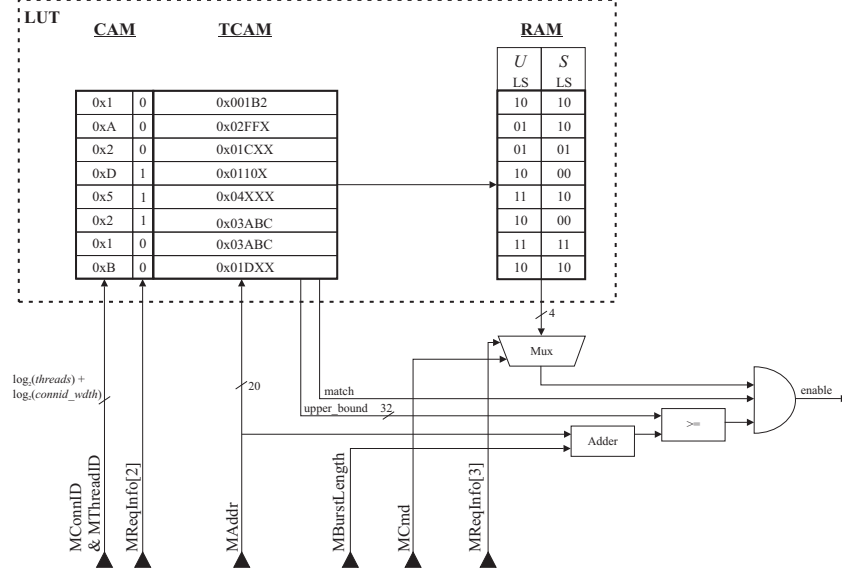 LUT
CAM TCAM RAM
U S
LS LS
0x1 0 0x001B2 10 10
0xA 0 0x02FFX 01 10
0x2 0 0x01CXX 01 01
0xD 1 0x0110X 10 00
0x5 1 0x04XXX 11 10
0x2 1 0x03ABC 10 00
0x1 0 0x03ABC 11 11
0xB 0 0x01DXX 10 10
4
Mux
log₂(threads) +
log₂(connid_wdth)
20
match
enable
upper_bound 32
>=
Adder
MConnID
& MThreadID
MReqInfo[2]
MAddr
MBurstLength
MCmd
MReqInfo[3]